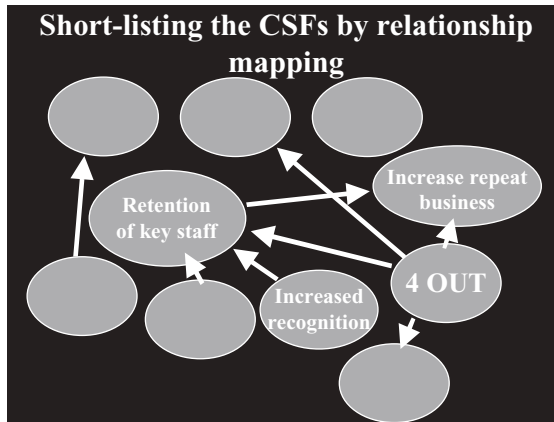 Short-listing the CSFs by relationship
mapping
Increase repeat
business
Retention
of key staff
4 OUT
Increased
recognition